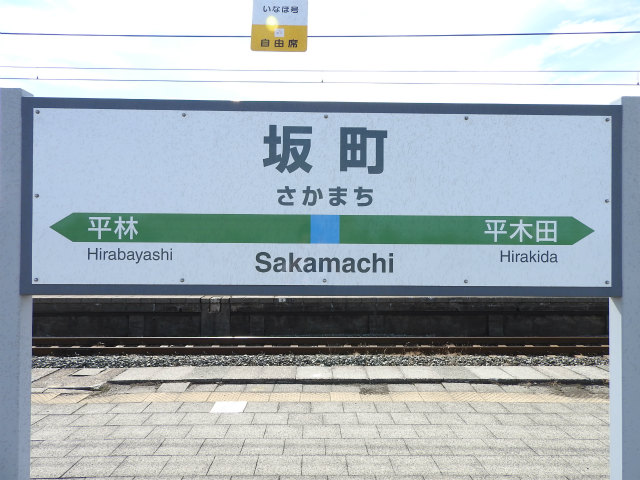 いなほ号
自由席
坂町
さかまち
平林 平木田
Hirabayashi Hirakida
Sakamachi